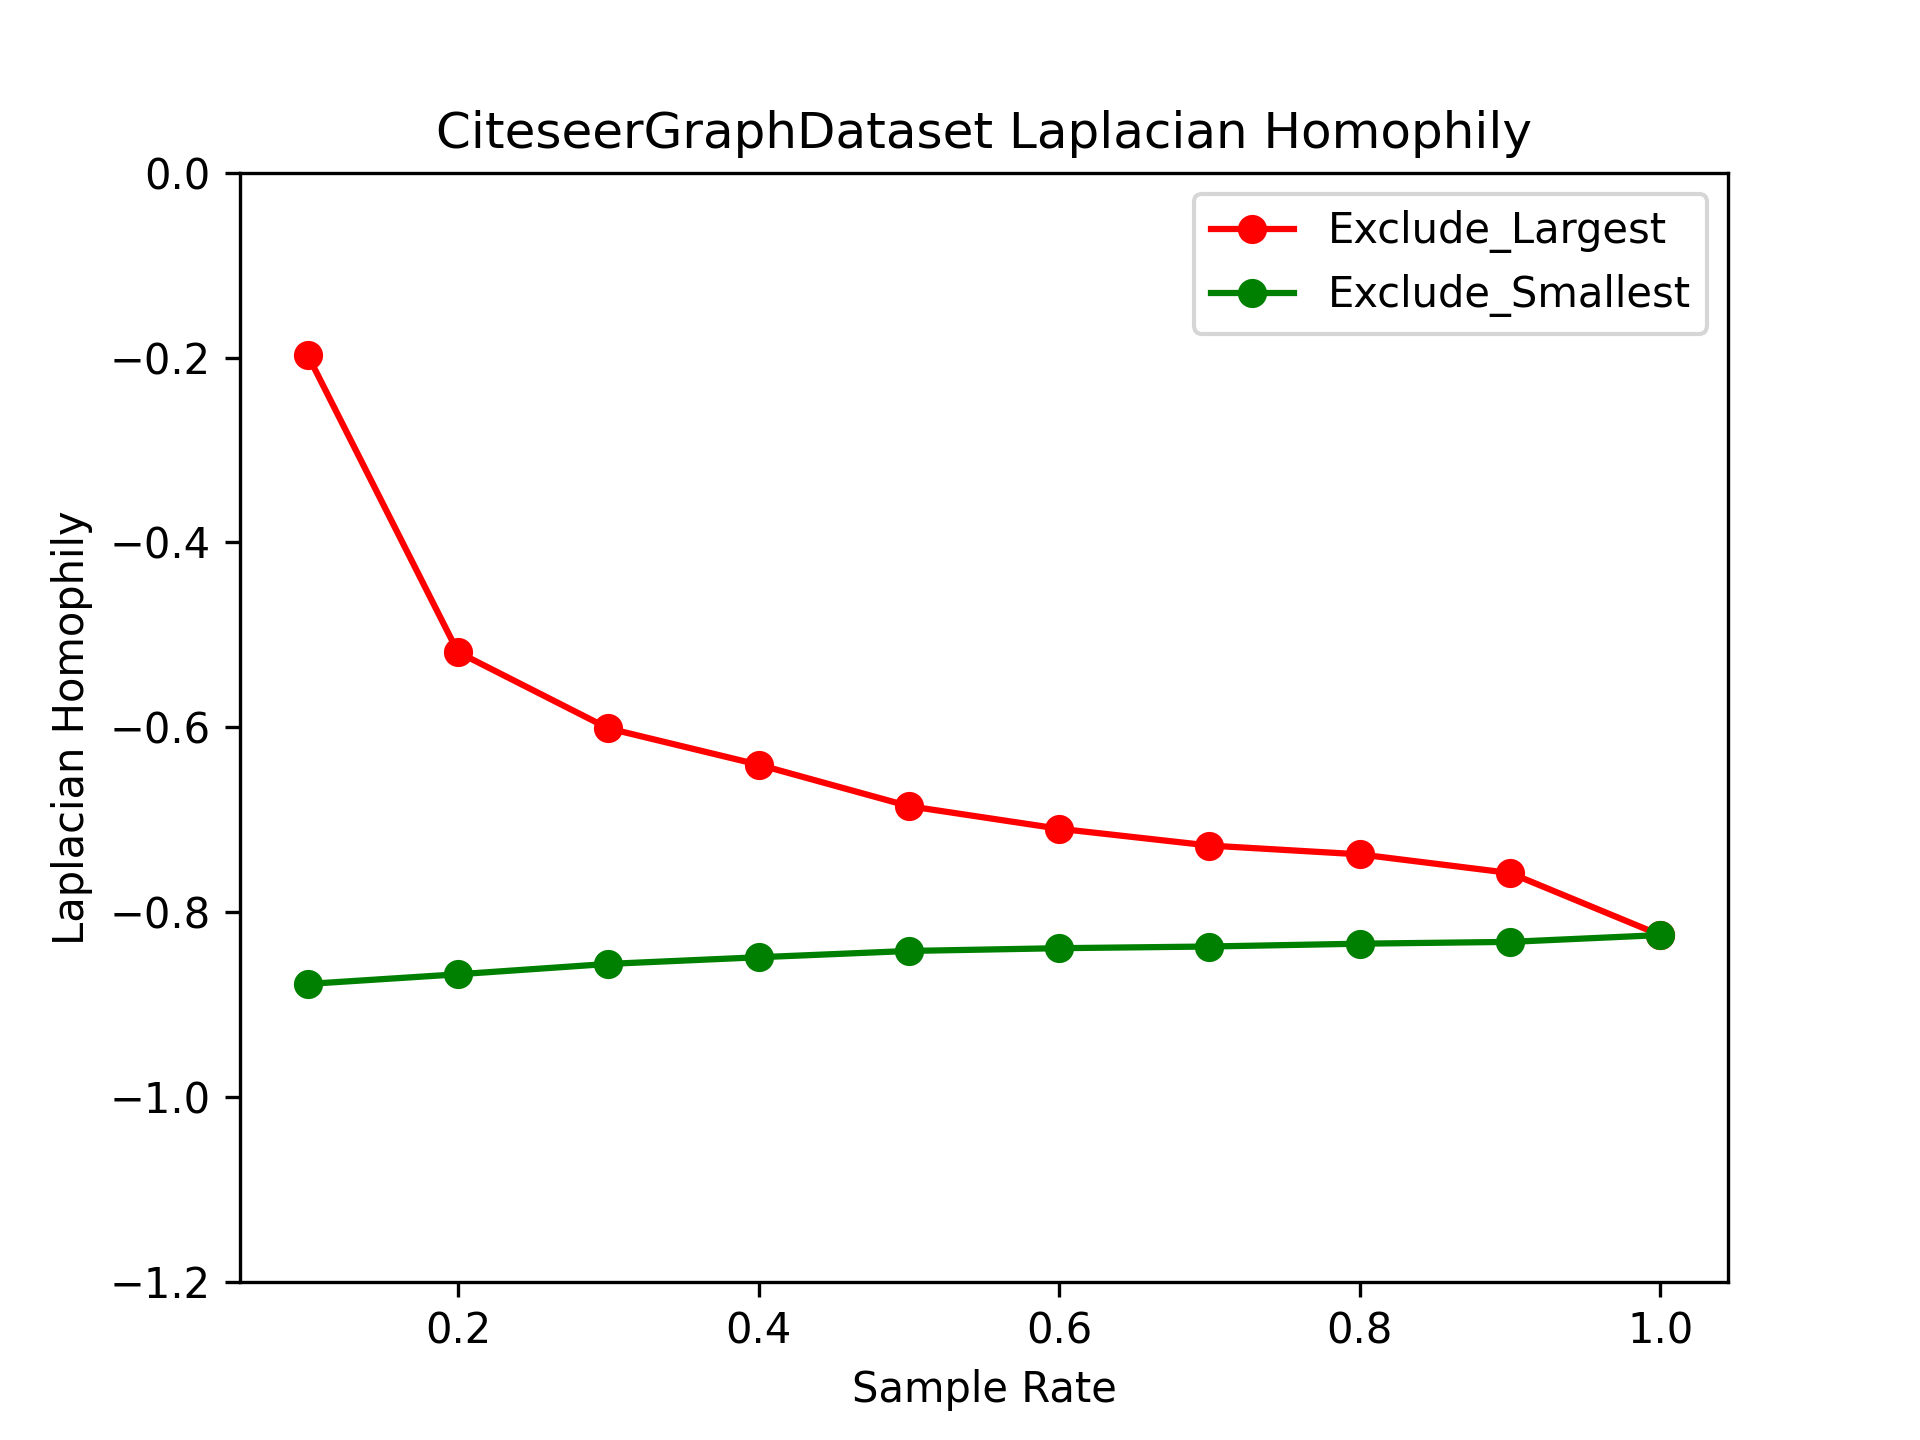 CiteseerGraphDataset Laplacian Homophily
0.0
−0.2
−0.4
−0.6
−0.8
−1.0
−1.2
Laplacian Homophily
Exclude_Largest
Exclude_Smallest
0.2 0.4 0.6 0.8 1.0
Sample Rate